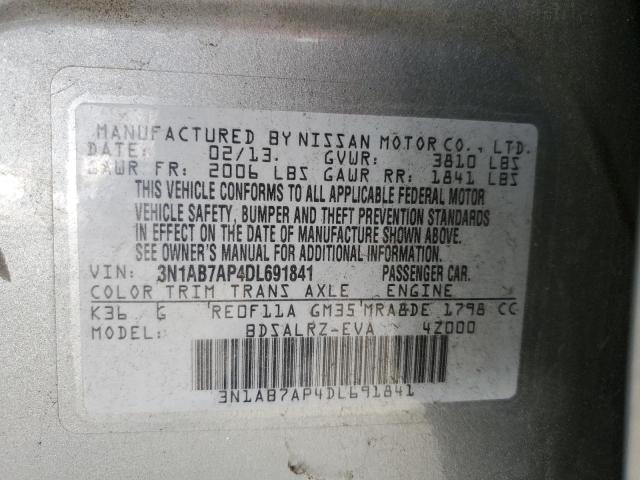 MANUFACTURED BY NISSAN MOTOR CO., LTD.
DATE: 02/13. GVWR: 3810 LBS
GAWR FR: 2006 LBS GAWR RR: 1841 LBS
THIS VEHICLE CONFORMS TO ALL APPLICABLE FEDERAL MOTOR
VEHICLE SAFETY, BUMPER AND THEFT PREVENTION STANDARDS
IN EFFECT ON THE DATE OF MANUFACTURE SHOWN ABOVE.
SEE OWNER'S MANUAL FOR ADDITIONAL INFORMATION.
VIN: 3N1AB7AP4DL691841 PASSENGER CAR.
COLOR TRIM TRANS AXLE ENGINE
K36 G RE0F11A GM35 MRA8DE 1798 CC
MODEL: BDSALRZ-EVA 4Z000
3N1AB7AP4DL691841